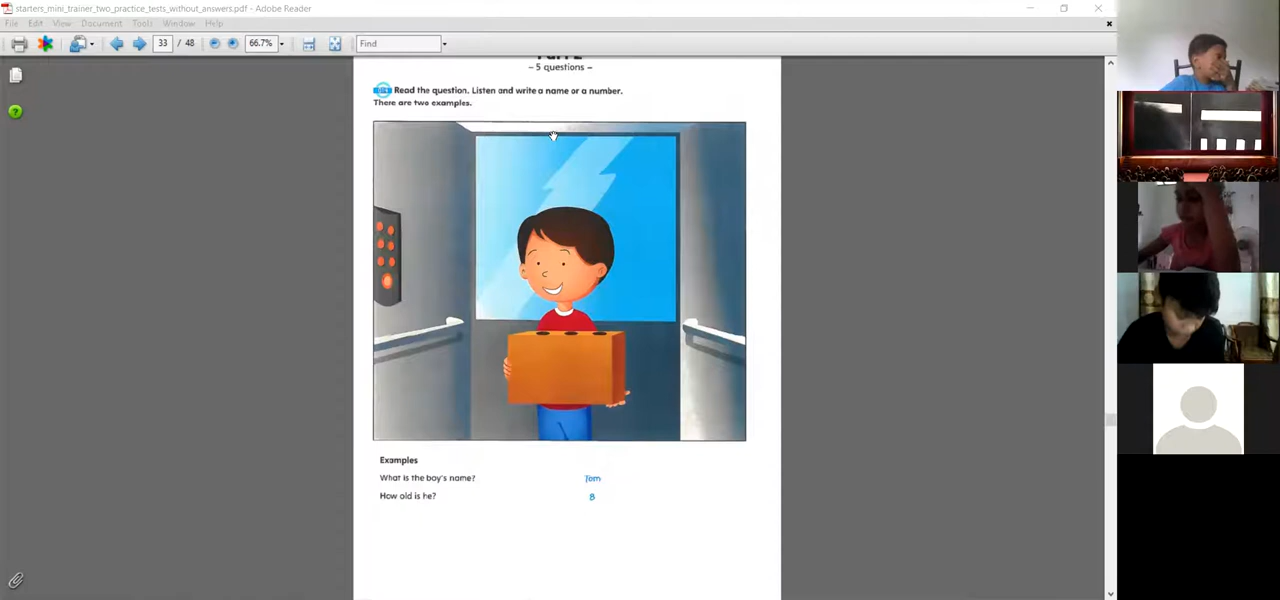 starters_mini_trainer_two_practice_tests_without_answers.pdf - Adobe Reader
File Edit View Document Tools Window Help
33 / 48 66.7% Find
– 5 questions –
Read the question. Listen and write a name or a number.
There are two examples.
Examples
What is the boy's name? Tom
How old is he? 8